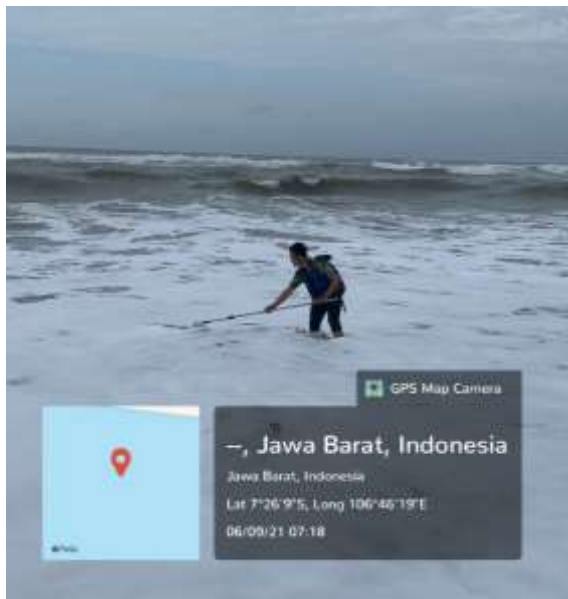 GPS Map Camera
–, Jawa Barat, Indonesia
Jawa Barat, Indonesia
Lat 7°26'9"S, Long 106°46'19"E
06/09/21 07:18